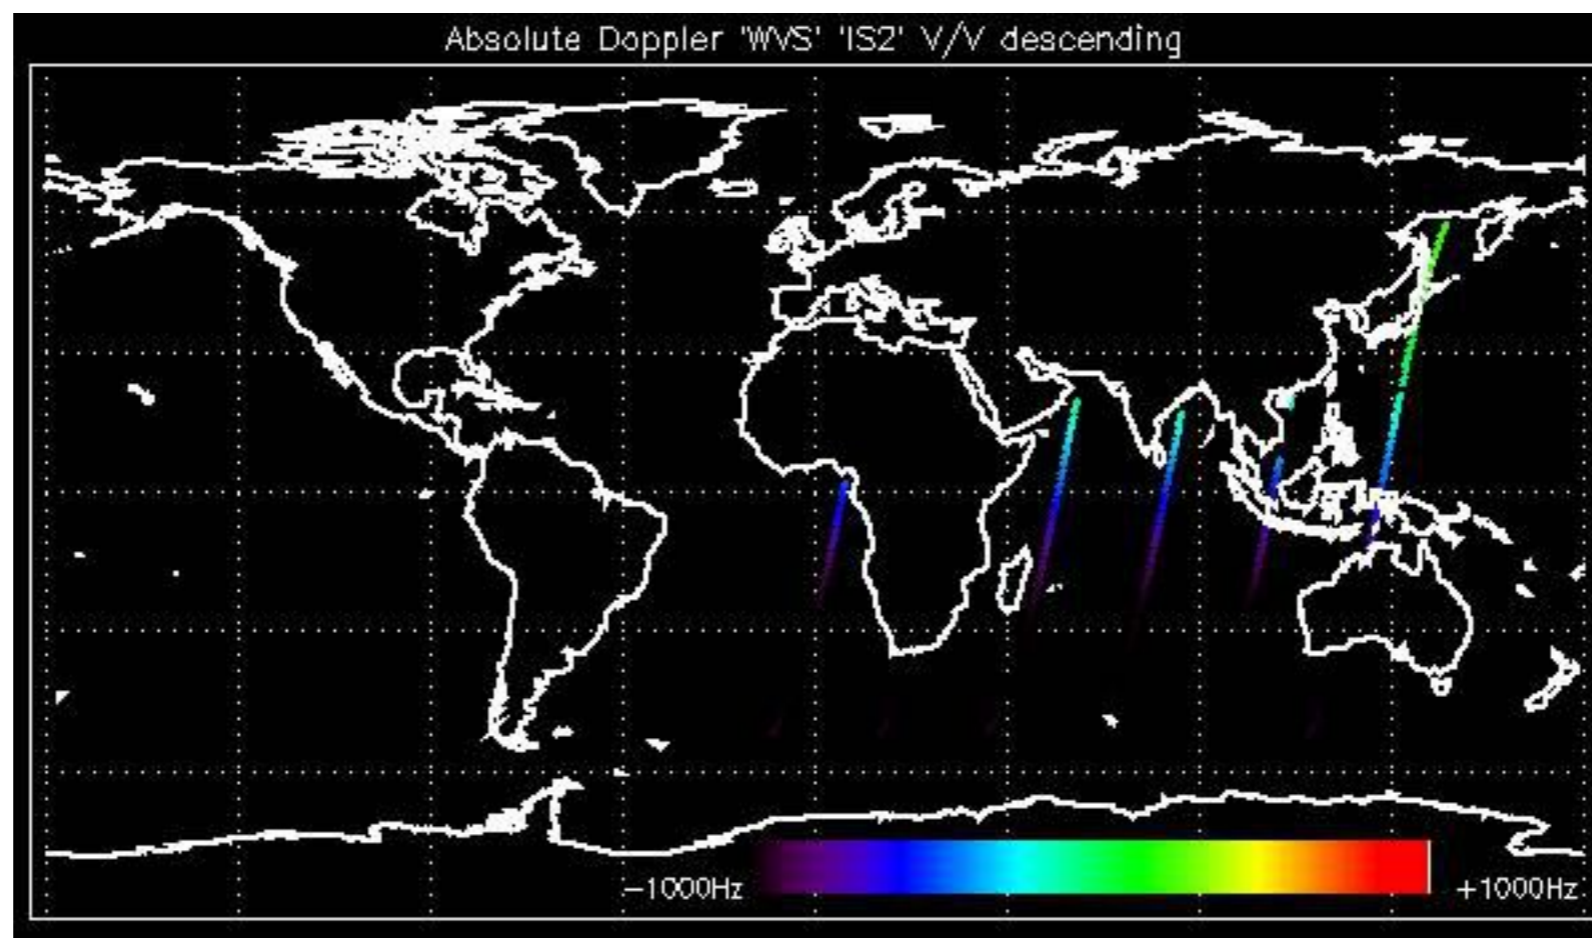 Absolute Doppler 'WVS' 'IS2' V/V descending
−1000Hz +1000Hz